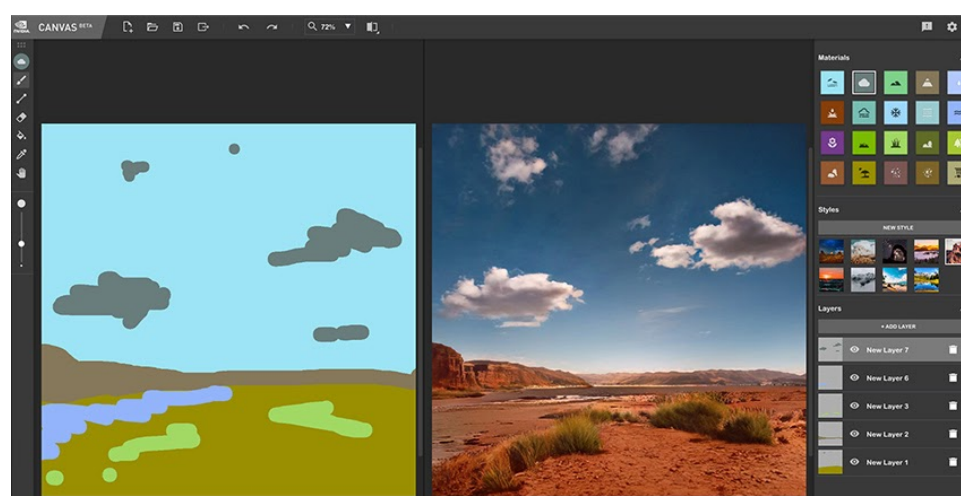 NVIDIA.
CANVAS BETA
72%
Materials
Styles
NEW STYLE
Layers
+ ADD LAYER
New Layer 7
New Layer 6
New Layer 3
New Layer 2
New Layer 1